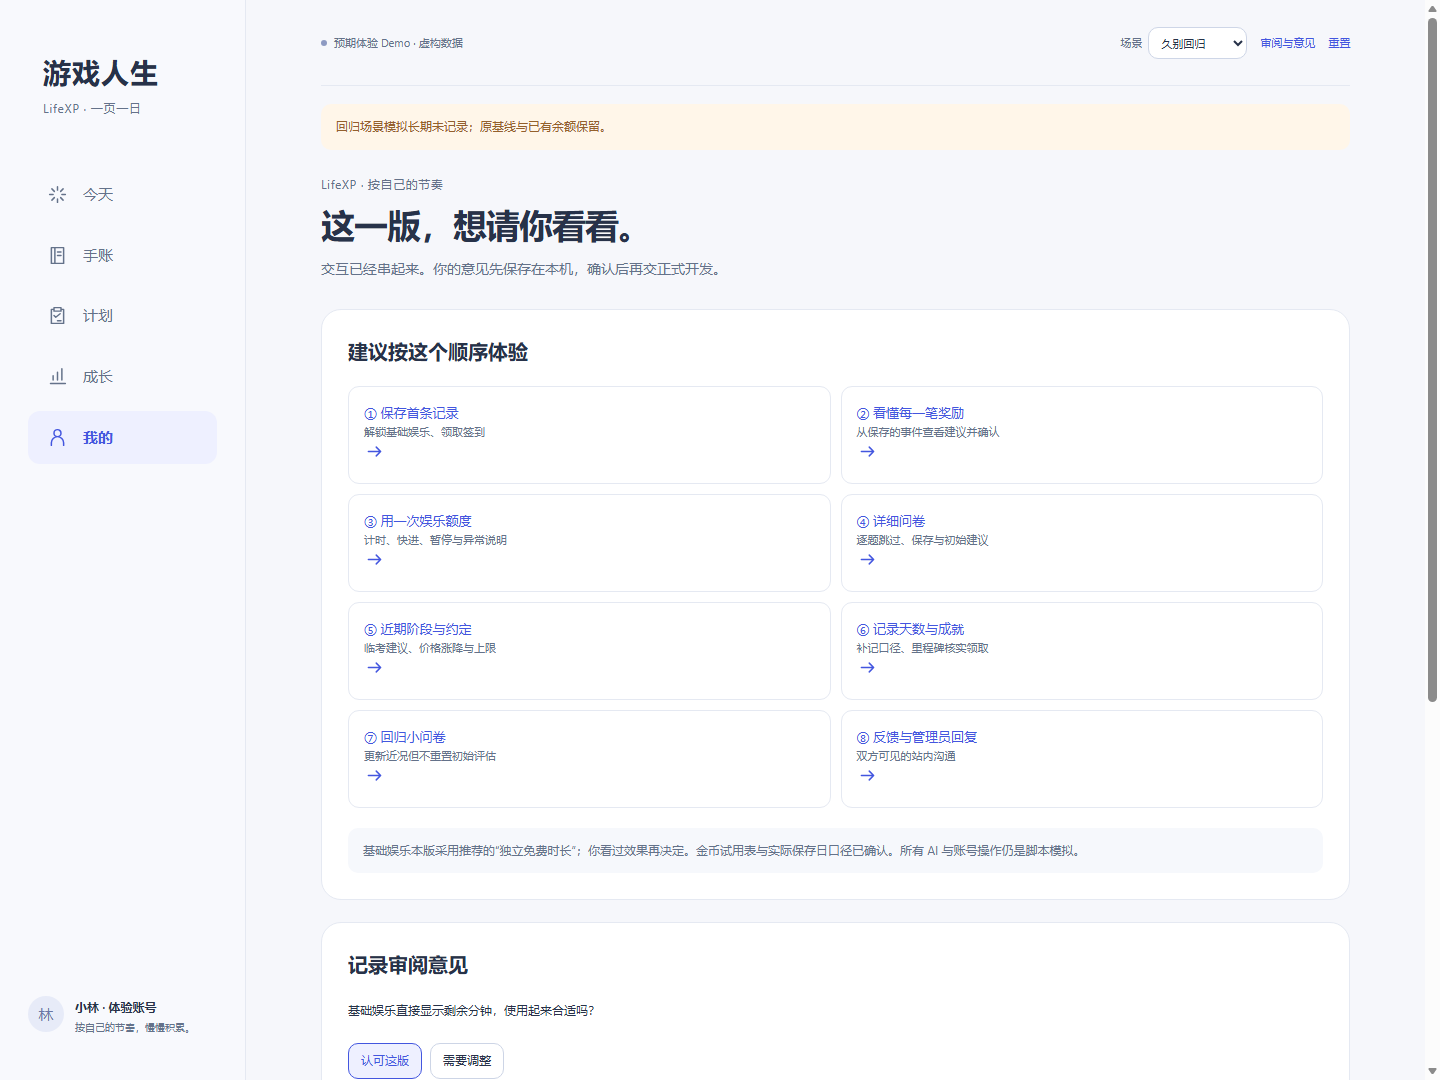 游戏人生
LifeXP · 一页一日
今天
手账
计划
成长
我的
林
小林 · 体验账号
按自己的节奏，慢慢积累。
预期体验 Demo · 虚构数据
场景
久别回归
审阅与意见
重置
回归场景模拟长期未记录；原基线与已有余额保留。
LifeXP · 按自己的节奏
这一版，想请你看看。
交互已经串起来。你的意见先保存在本机，确认后再交正式开发。
建议按这个顺序体验
① 保存首条记录
解锁基础娱乐、领取签到
→
② 看懂每一笔奖励
从保存的事件查看建议并确认
→
③ 用一次娱乐额度
计时、快进、暂停与异常说明
→
④ 详细问卷
逐题跳过、保存与初始建议
→
⑤ 近期阶段与约定
临考建议、价格涨降与上限
→
⑥ 记录天数与成就
补记口径、里程碑核实领取
→
⑦ 回归小问卷
更新近况但不重置初始评估
→
⑧ 反馈与管理员回复
双方可见的站内沟通
→
基础娱乐本版采用推荐的“独立免费时长”；你看过效果再决定。金币试用表与实际保存日口径已确认。所有 AI 与账号操作仍是脚本模拟。
记录审阅意见
基础娱乐直接显示剩余分钟，使用起来合适吗？
认可这版
需要调整